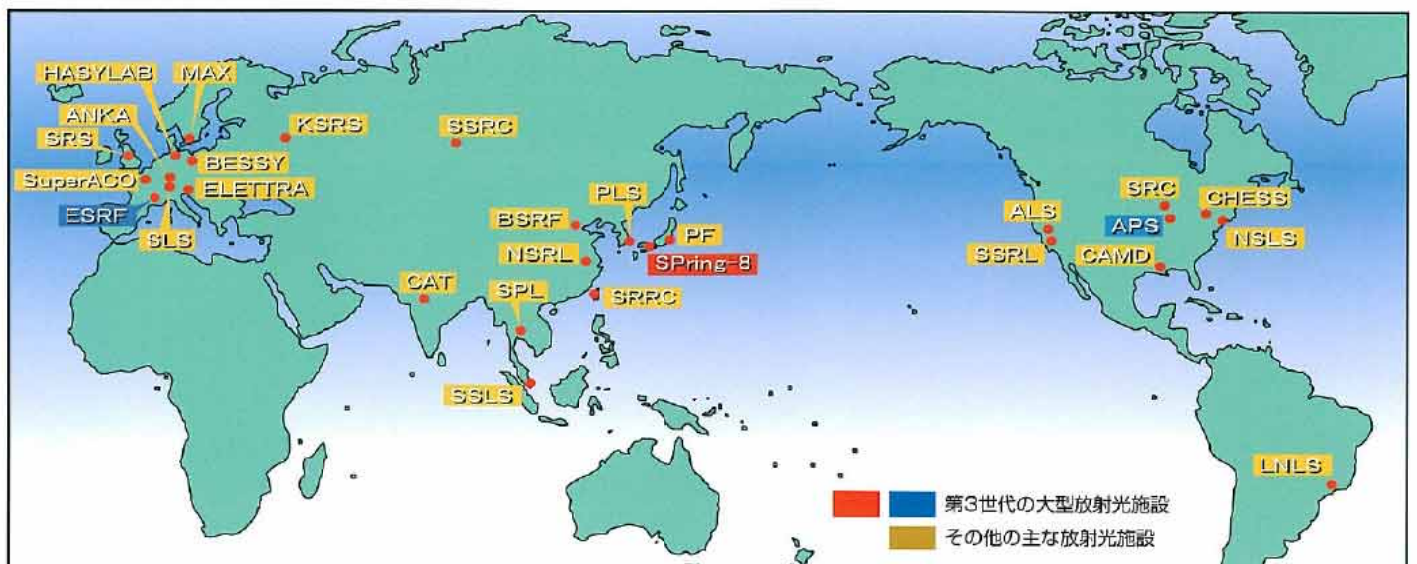 HASYLAB
MAX
ANKA
SRS
KSRS
SSRC
BESSY
SuperACO
ELETTRA
ESRF
SLS
PLS
BSRF
PF
NSRL
SPring-8
CAT
SPL
SRRC
SSLS
SRC
CHESS
ALS
APS
NSLS
SSRL
CAMD
LNLS
第3世代の大型放射光施設
その他の主な放射光施設